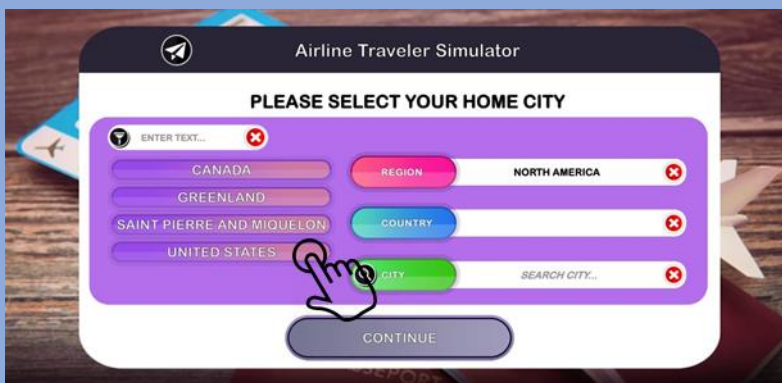 Airline Traveler Simulator
PLEASE SELECT YOUR HOME CITY
ENTER TEXT...
CANADA
REGION
NORTH AMERICA
GREENLAND
SAINT PIERRE AND MIQUELON
COUNTRY
UNITED STATES
CITY
SEARCH CITY...
CONTINUE